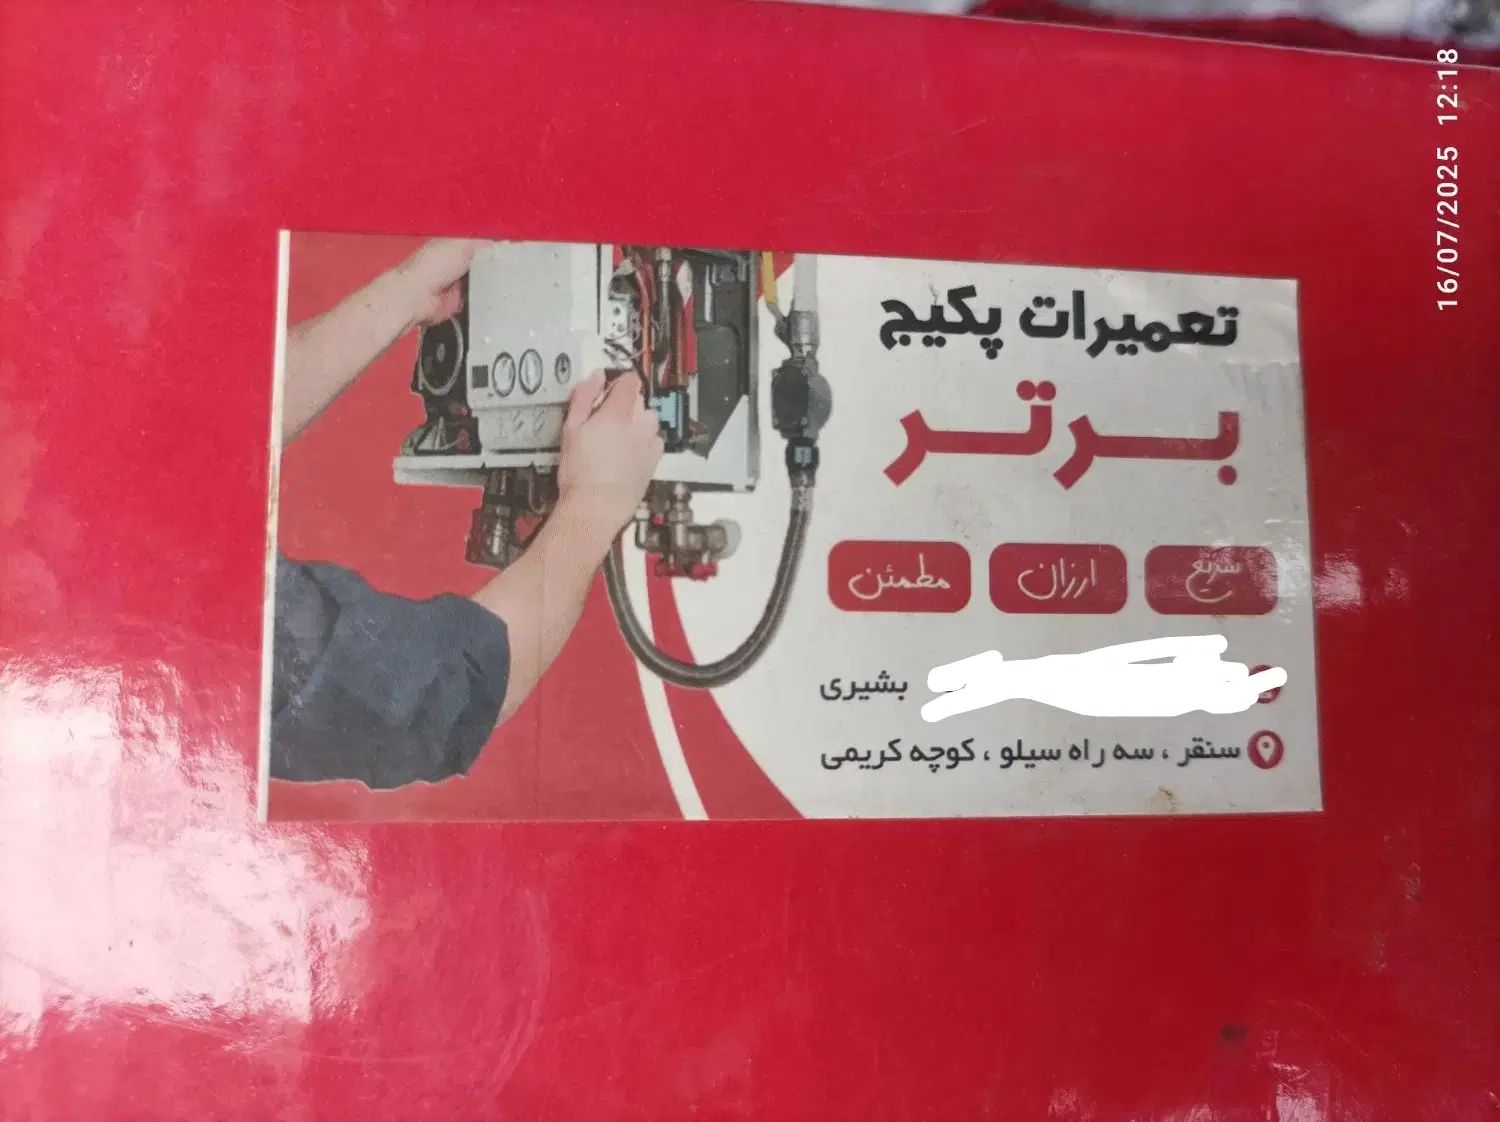 16/07/2025 12:18
تعمیرات پکیج
برتر
سریع ارزان مطمئن
بشیری
سنقر ، سه راه سیلو ، کوچه کریمی